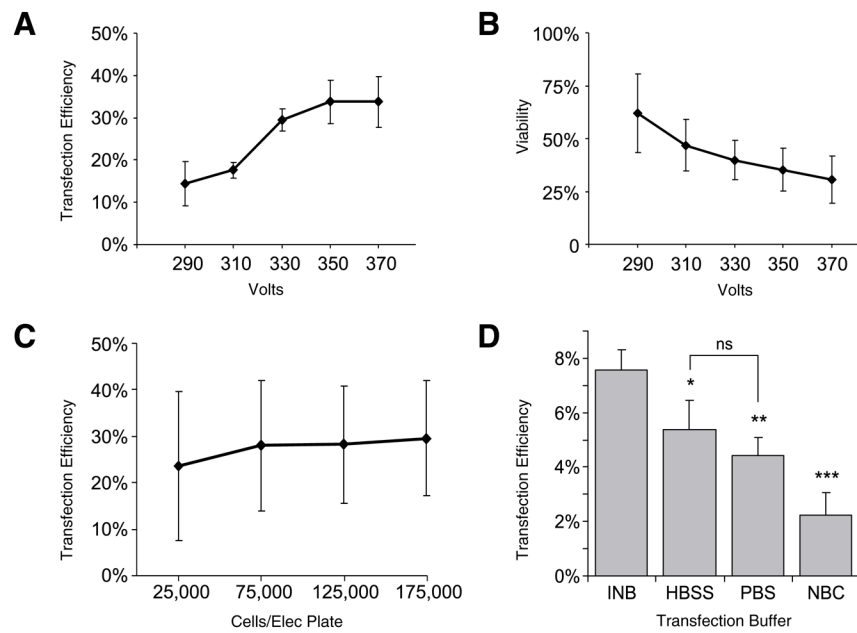 A
50%
40%
30%
20%
10%
0%
Transfection Efficiency
290 310 330 350 370
Volts
B
100%
75%
50%
25%
0
Viability
290 310 330 350 370
Volts
C
50%
40%
30%
20%
10%
0%
Transfection Efficiency
25,000 75,000 125,000 175,000
Cells/Elec Plate
D
8%
6%
4%
2%
0%
Transfection Efficiency
ns
*
**
***
INB HBSS PBS NBC
Transfection Buffer